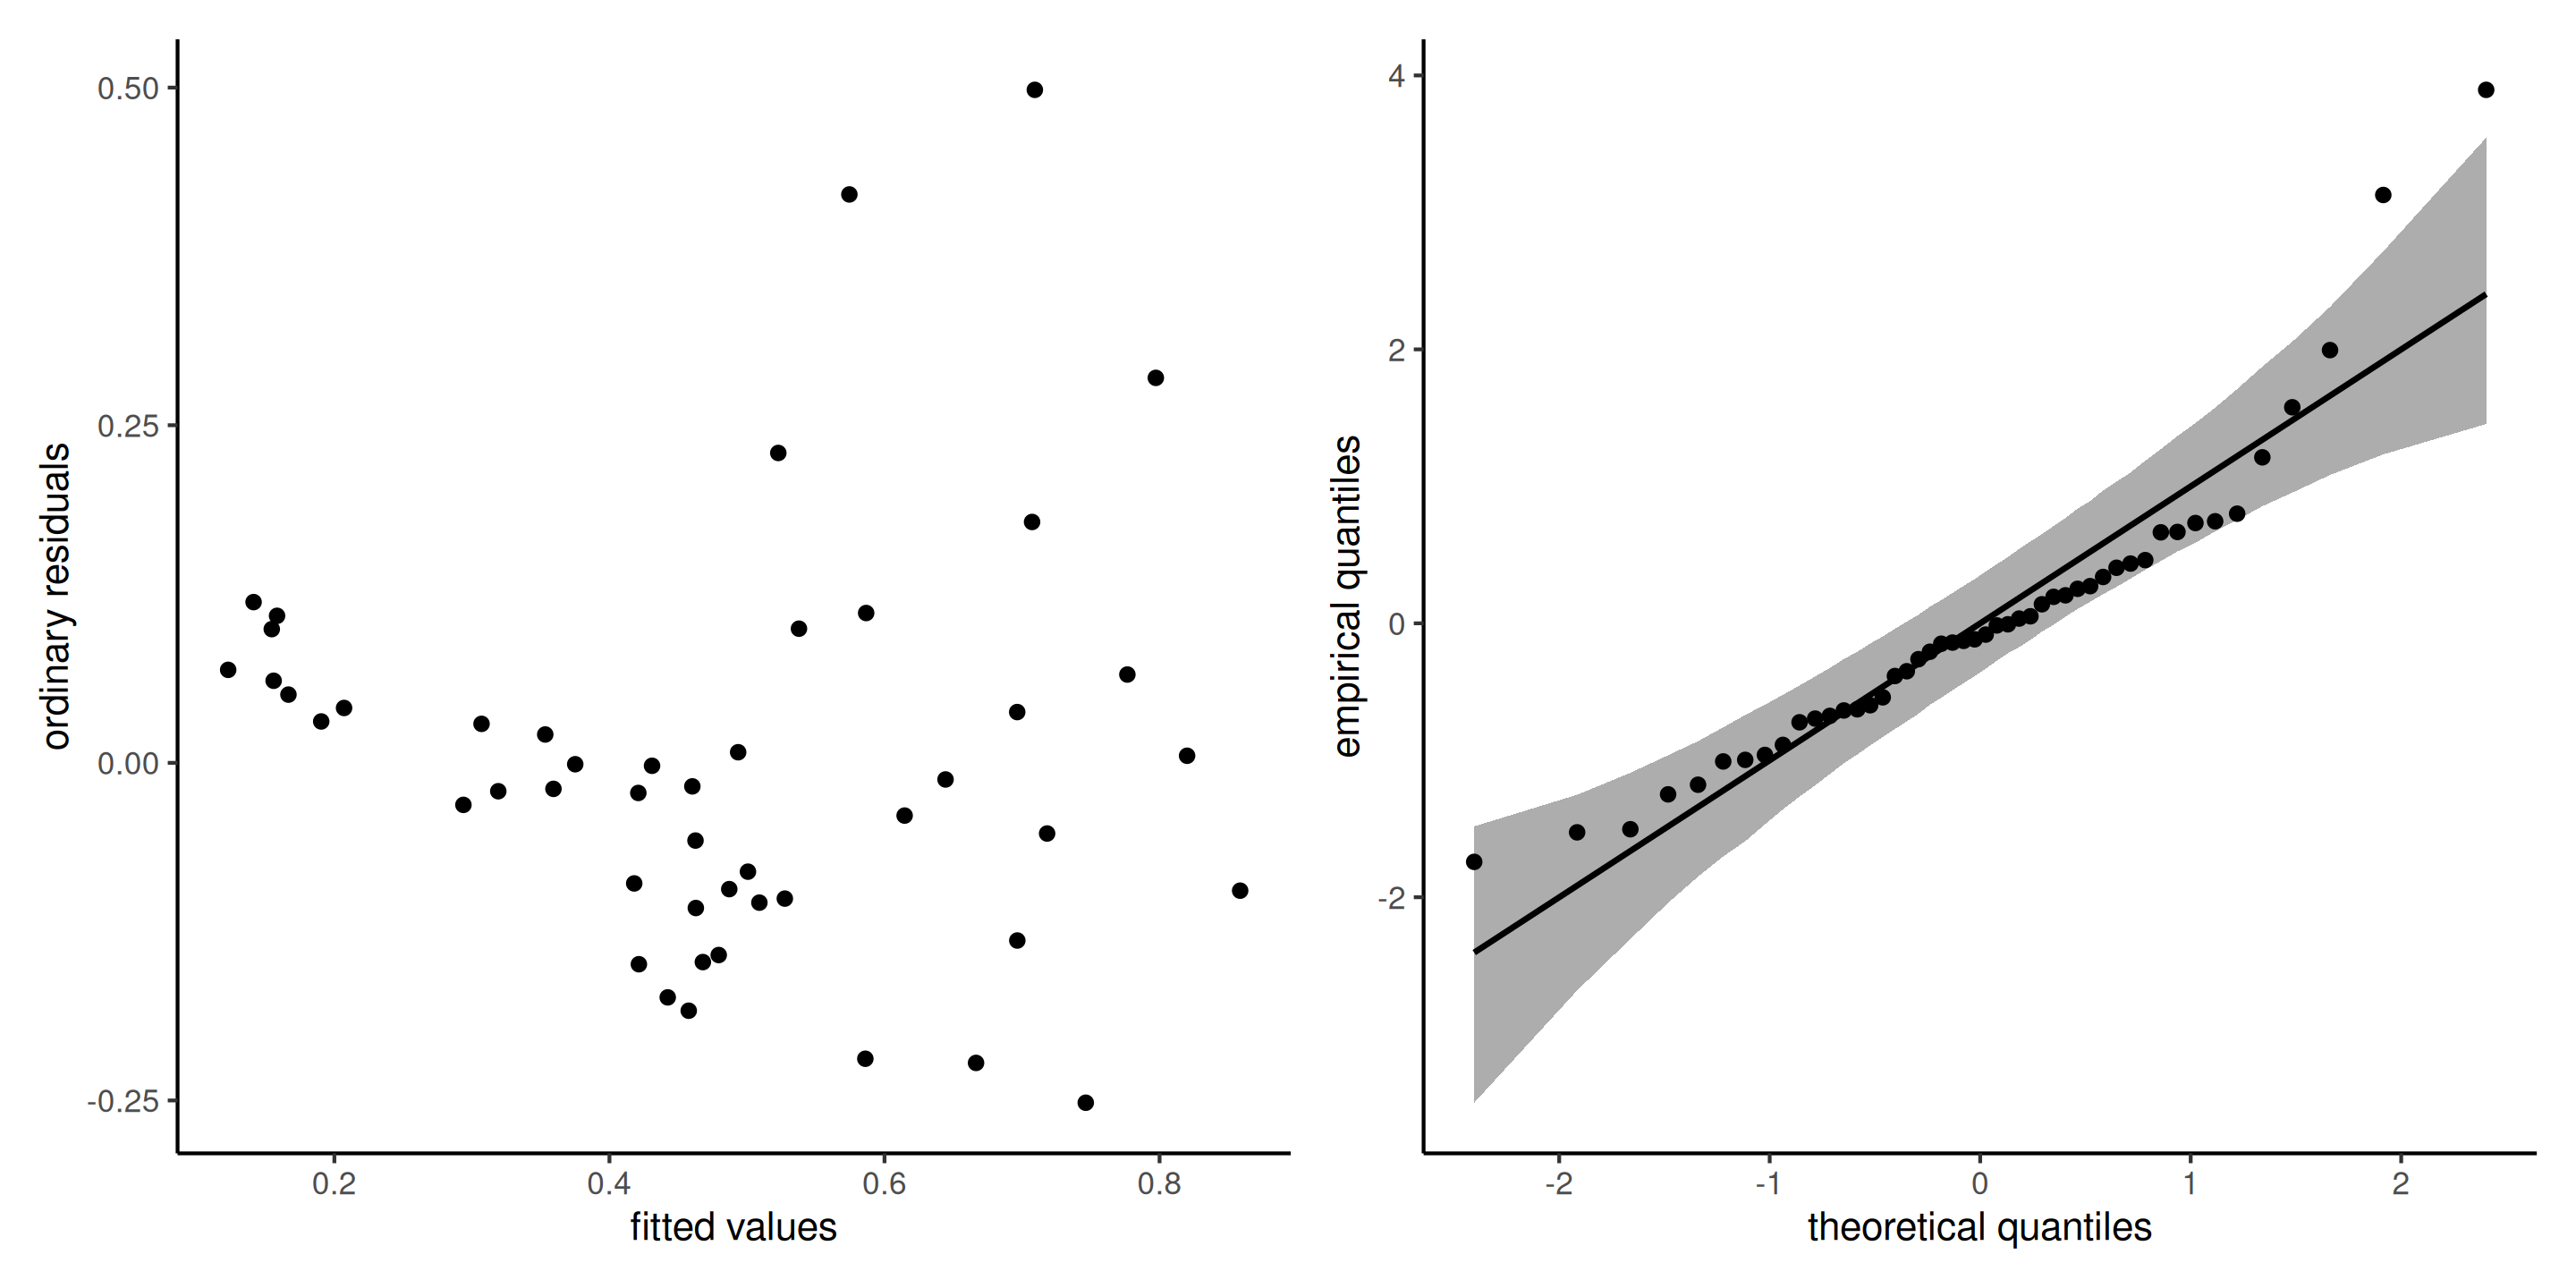 0.50
0.25
0.00
-0.25
ordinary residuals
0.2 0.4 0.6 0.8
fitted values
4
2
0
-2
empirical quantiles
-2 -1 0 1 2
theoretical quantiles